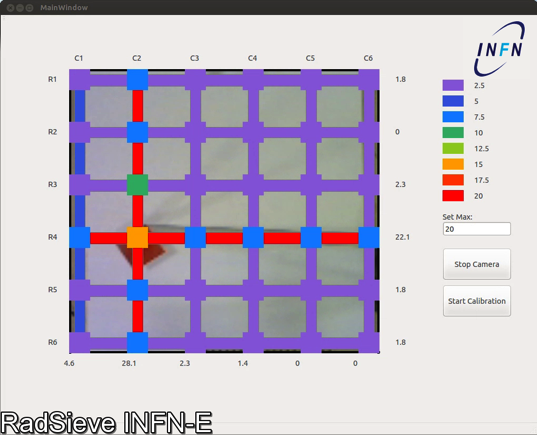 MainWindow
C1 C2 C3 C4 C5 C6
INFN
R1 1.8
R2 0
R3 2.3
R4 22.1
R5 1.8
R6 1.8
4.6 28.1 2.3 1.4 0 0
2.5
5
7.5
10
12.5
15
17.5
20
Set Max:
20
Stop Camera
Start Calibration
RadSieve INFN-E